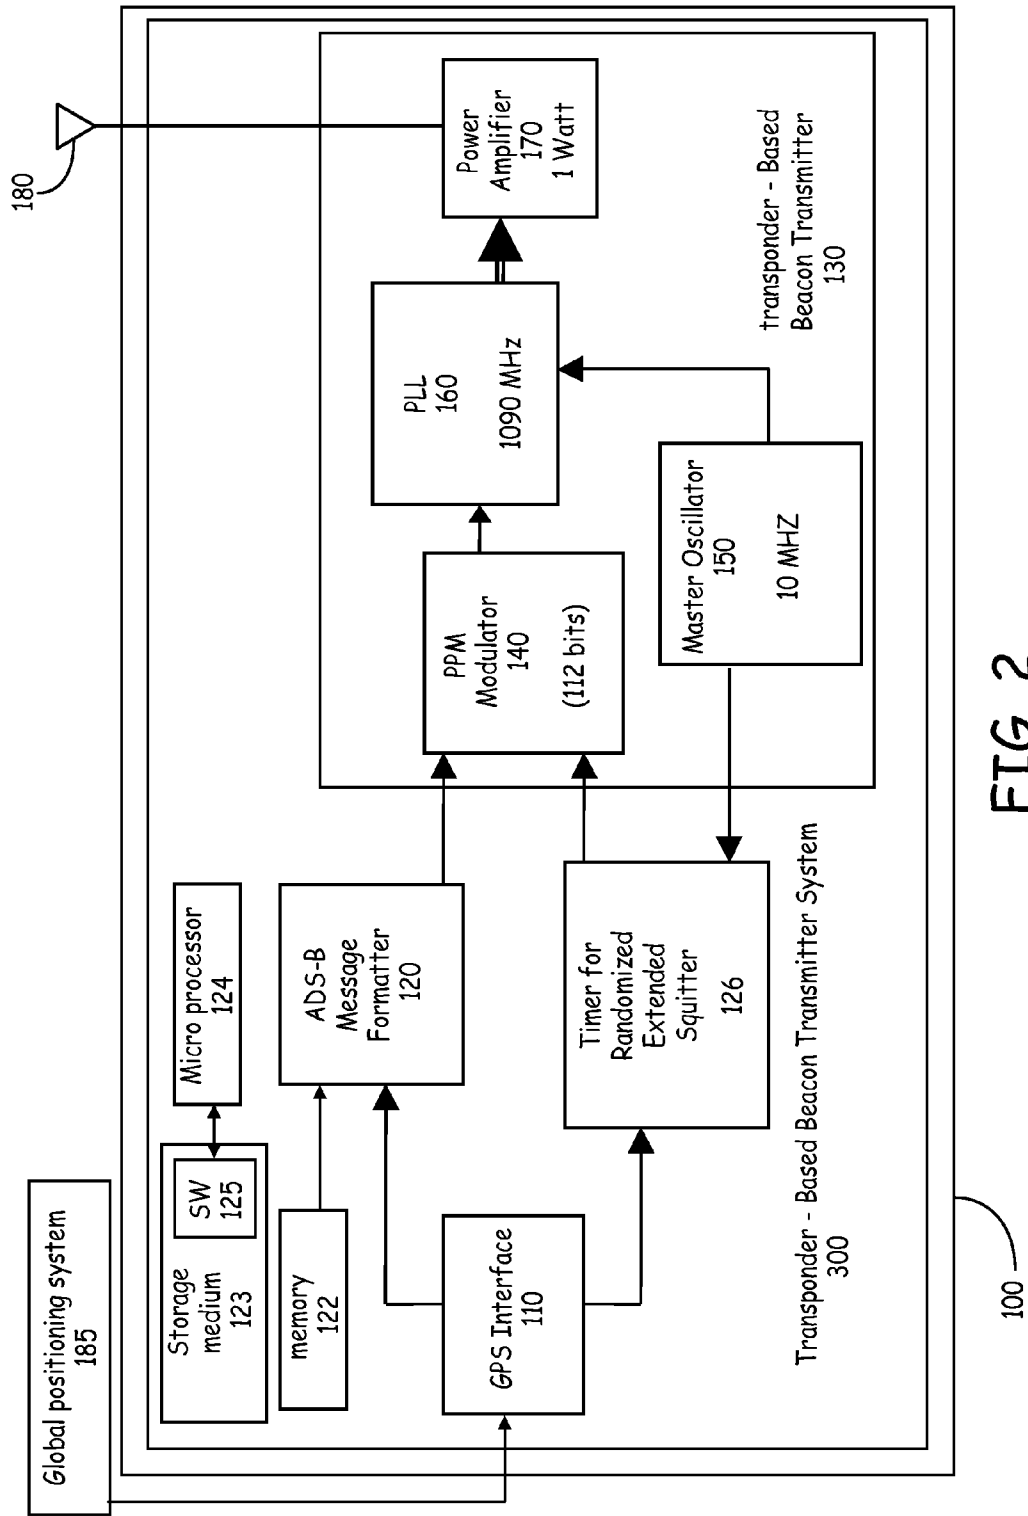 Global positioning system
185
180
Storage
medium
123
SW
125
Micro processor
124
memory
122
ADS-B
Message
Formatter
120
GPS Interface
110
Timer for
Randomized
Extended
Squitter
126
PPM
Modulator
140
(112 bits)
PLL
160
1090 MHz
Power
Amplifier
170
1 Watt
Master Oscillator
150
10 MHZ
transponder - Based
Beacon Transmitter
130
Transponder - Based Beacon Transmitter System
300
100
FIG 2